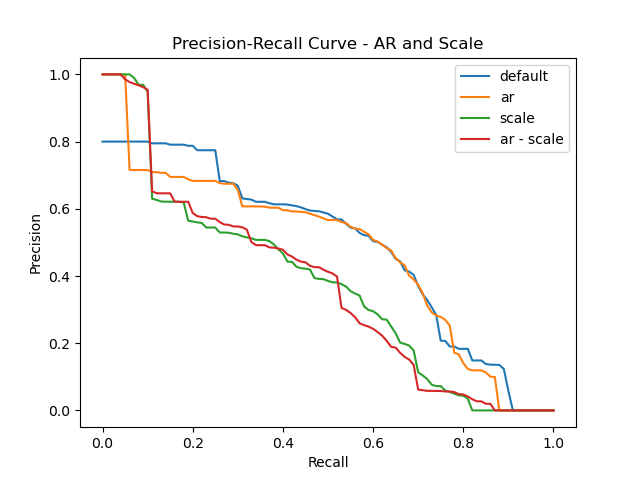 Precision-Recall Curve - AR and Scale
default
ar
scale
ar - scale
1.0
0.8
0.6
0.4
0.2
0.0
Precision
0.0 0.2 0.4 0.6 0.8 1.0
Recall